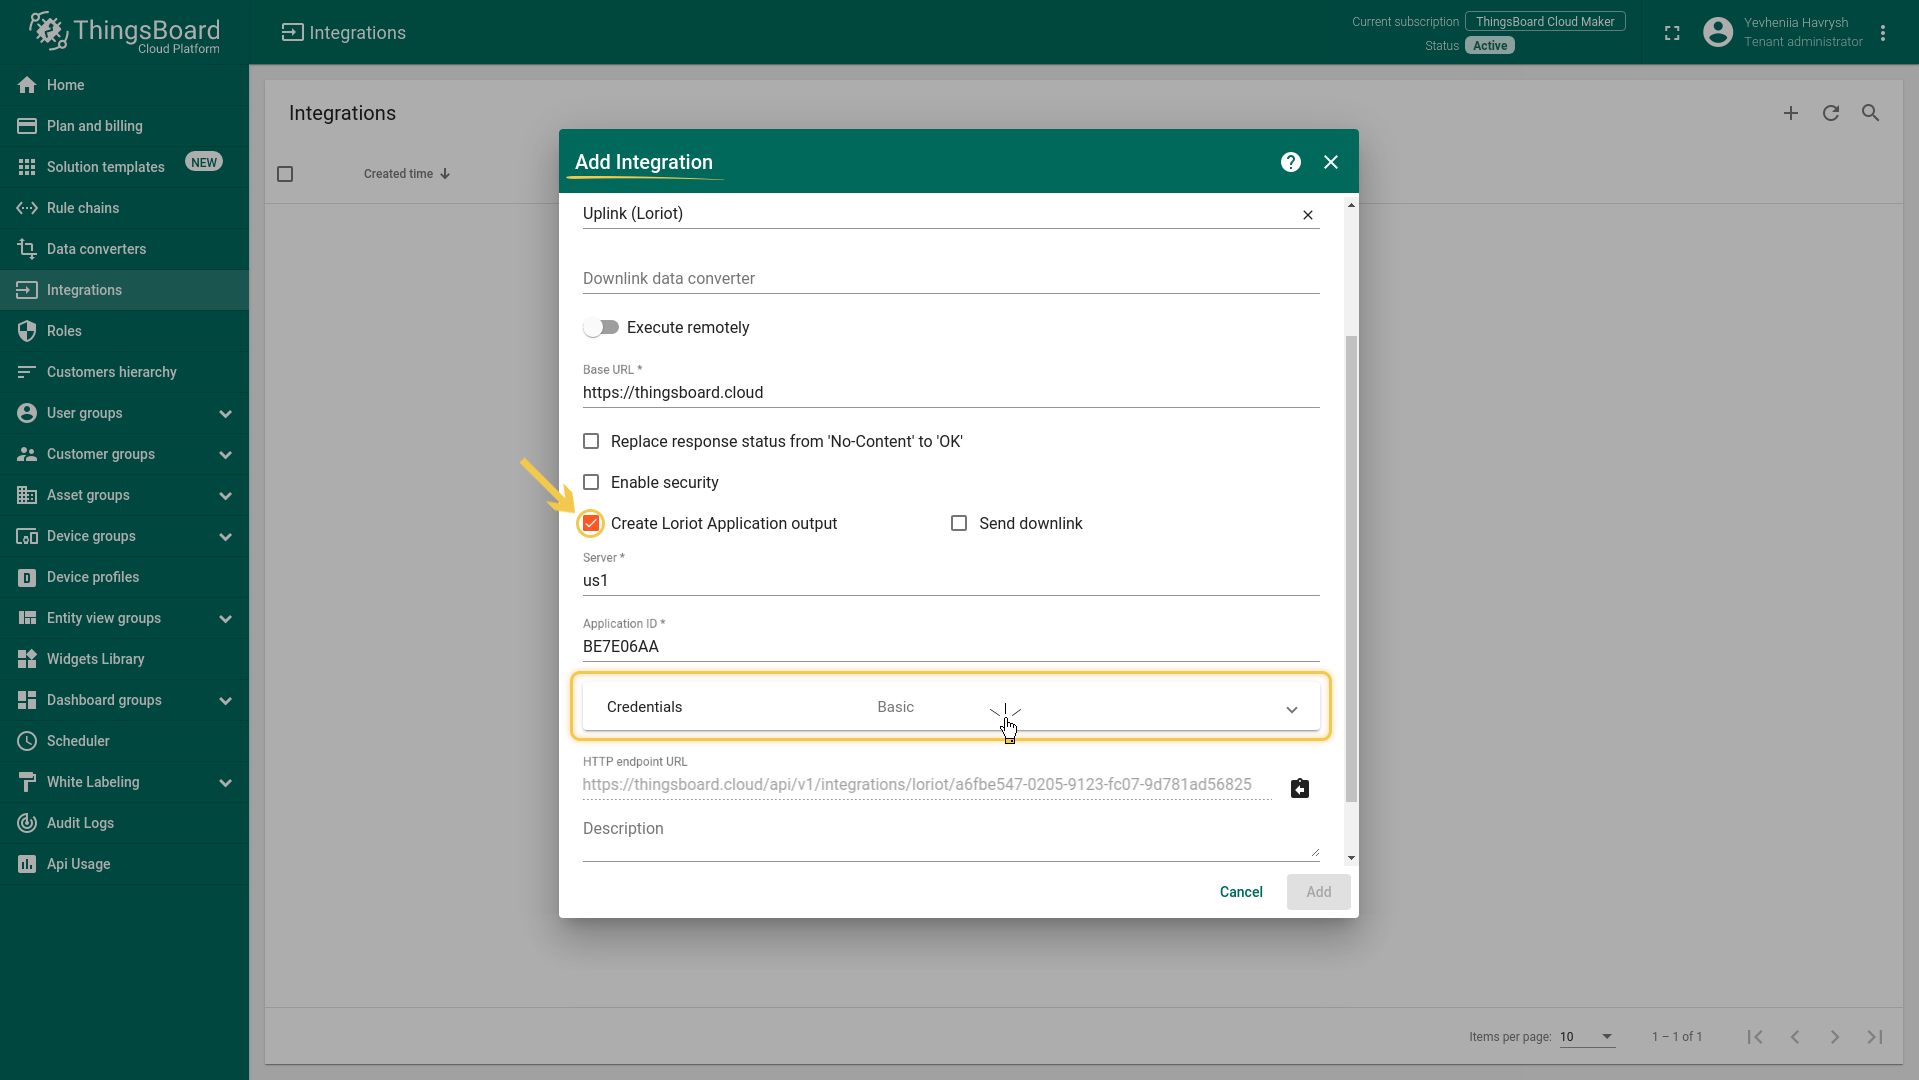 ThingsBoard
Cloud Platform
Integrations
Current subscription ThingsBoard Cloud Maker
Status Active
Yevheniia Havrysh
Tenant administrator
Home
Plan and billing
Solution templates NEW
Rule chains
Data converters
Integrations
Roles
Customers hierarchy
User groups
Customer groups
Asset groups
Device groups
Device profiles
Entity view groups
Widgets Library
Dashboard groups
Scheduler
White Labeling
Audit Logs
Api Usage
Integrations
Created time
Add Integration
Uplink (Loriot)
Downlink data converter
Execute remotely
Base URL *
https://thingsboard.cloud
Replace response status from 'No-Content' to 'OK'
Enable security
Create Loriot Application output Send downlink
Server *
us1
Application ID *
BE7E06AA
Credentials Basic
HTTP endpoint URL
https://thingsboard.cloud/api/v1/integrations/loriot/a6fbe547-0205-9123-fc07-9d781ad56825
Description
Cancel Add
Items per page: 10 1 – 1 of 1